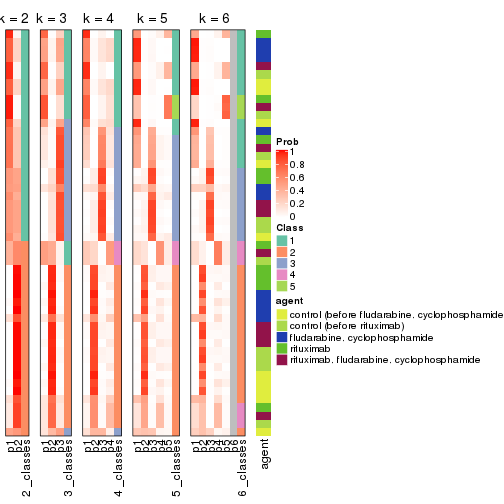 k = 2 k = 3 k = 4 k = 5 k = 6
Prob
1
0.8
0.6
0.4
0.2
0
Class
1
2
3
4
5
agent
control (before fludarabine. cyclophosphamide
control (before rituximab)
fludarabine. cyclophosphamide
rituximab
rituximab. fludarabine. cyclophosphamide
p1
p2
2_classes
p1
p2
p3
3_classes
p1
p2
p3
p4
4_classes
p1
p2
p3
p4
p5
5_classes
p1
p2
p3
p4
p5
p6
6_classes
agent